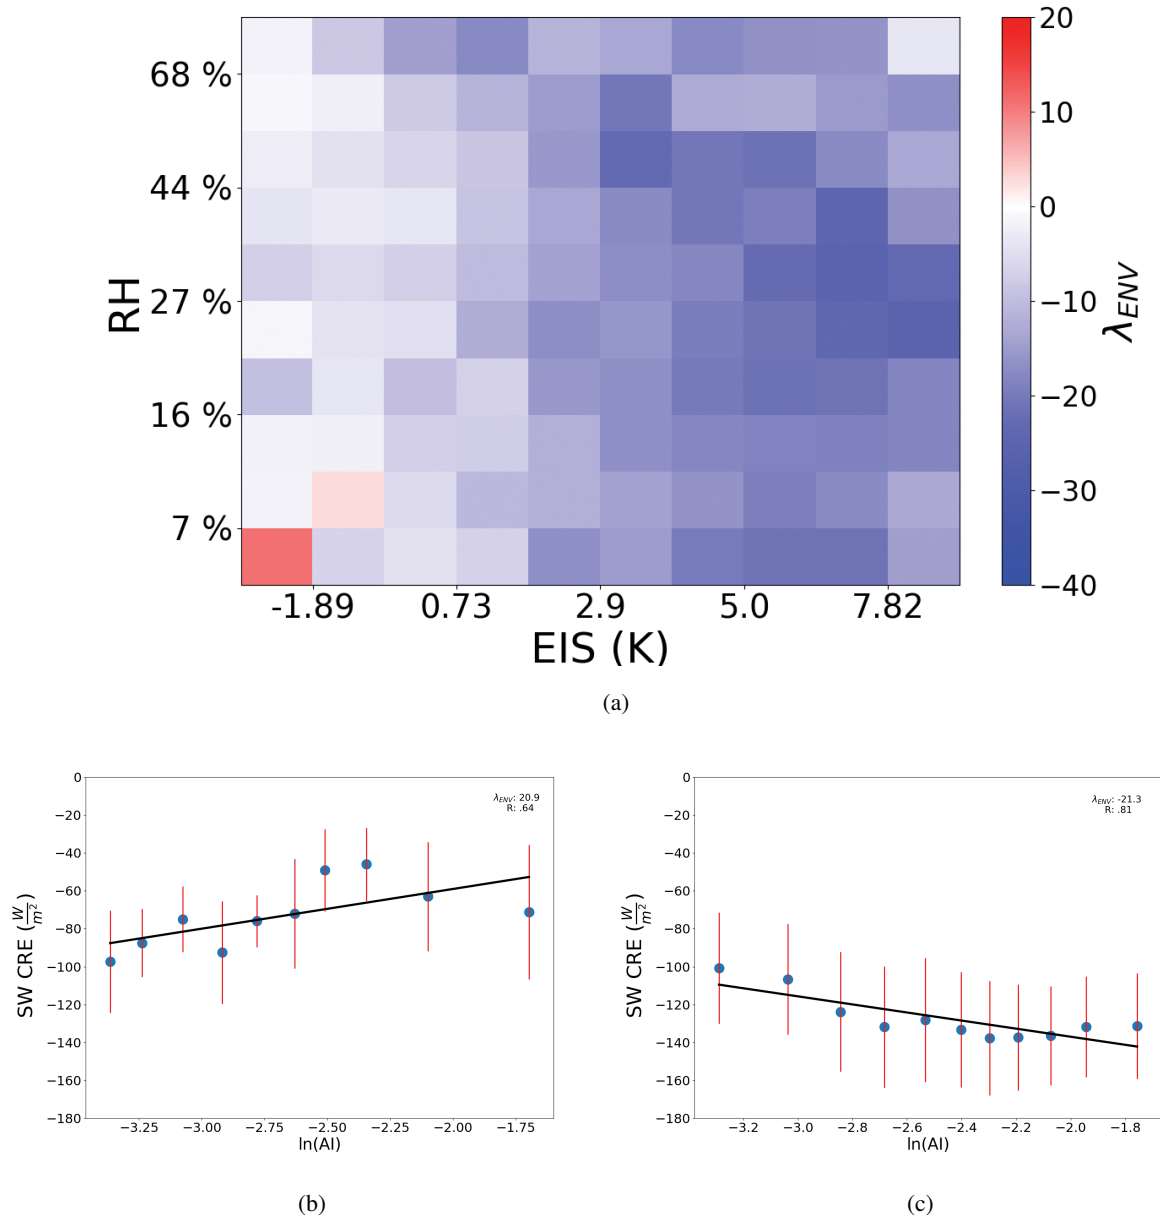 68 %
44 %
27 %
16 %
7 %
RH
-1.89 0.73 2.9 5.0 7.82
EIS (K)
20
10
0
−10
−20
−30
−40
λENV
(a)
0
−20
−40
−60
−80
−100
−120
−140
−160
−180
SW CRE (W/m²)
λENV: 20.9
R: .64
−3.25 −3.00 −2.75 −2.50 −2.25 −2.00 −1.75
ln(AI)
(b)
0
−20
−40
−60
−80
−100
−120
−140
−160
−180
SW CRE (W/m²)
λENV: -21.3
R: .81
−3.2 −3.0 −2.8 −2.6 −2.4 −2.2 −2.0 −1.8
ln(AI)
(c)